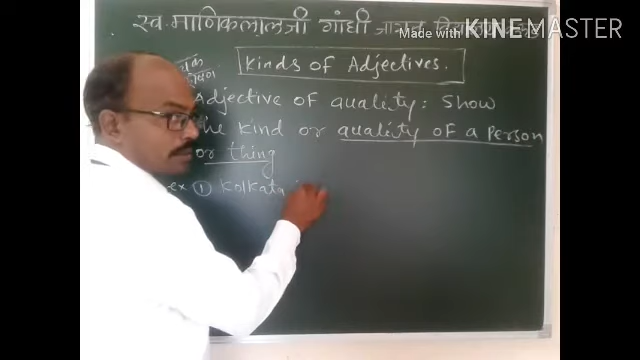 स्व. माणिकलालजी गांधी
Made with KINEMASTER
Kinds of Adjectives.
Adjective of quality: Show
the kind or quality of a Person
or thing
ex ① Kolkata i